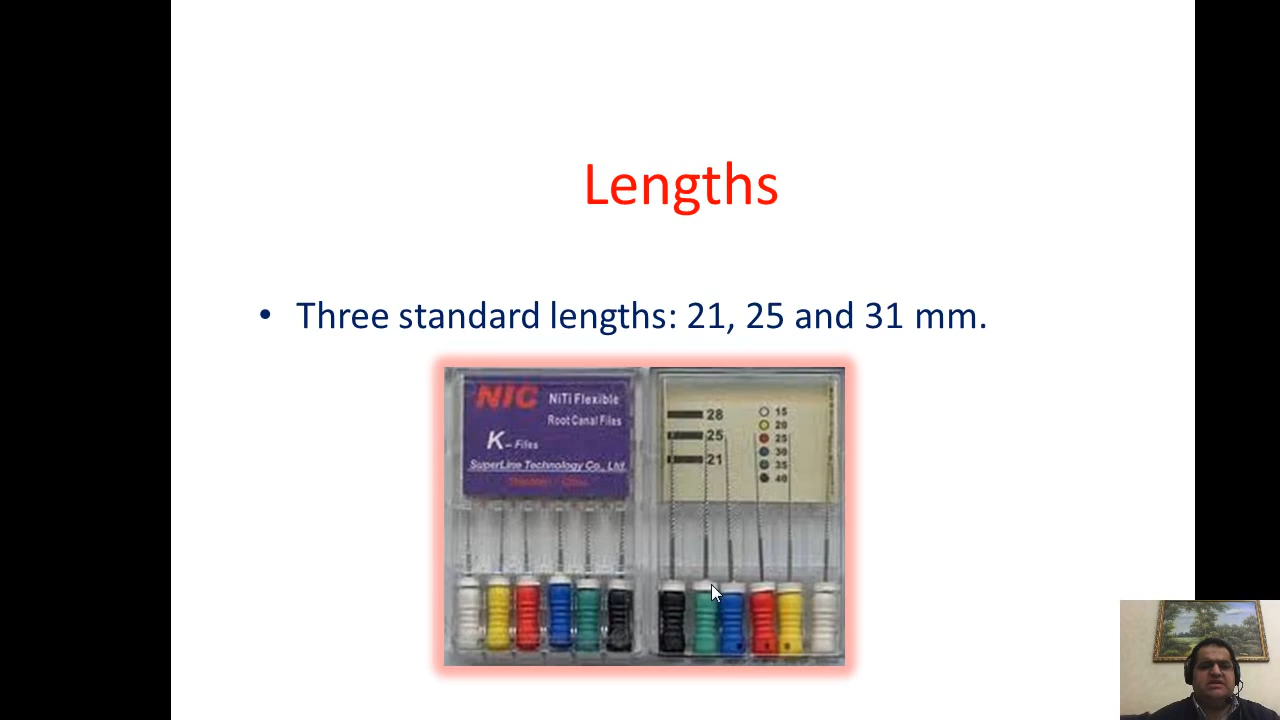 Lengths
• Three standard lengths: 21, 25 and 31 mm.
NIC NiTi Flexible
Root Canal Files
K-Files
SuperLine Technology Co., Ltd.
28
25
21
15
20
25
30
35
40